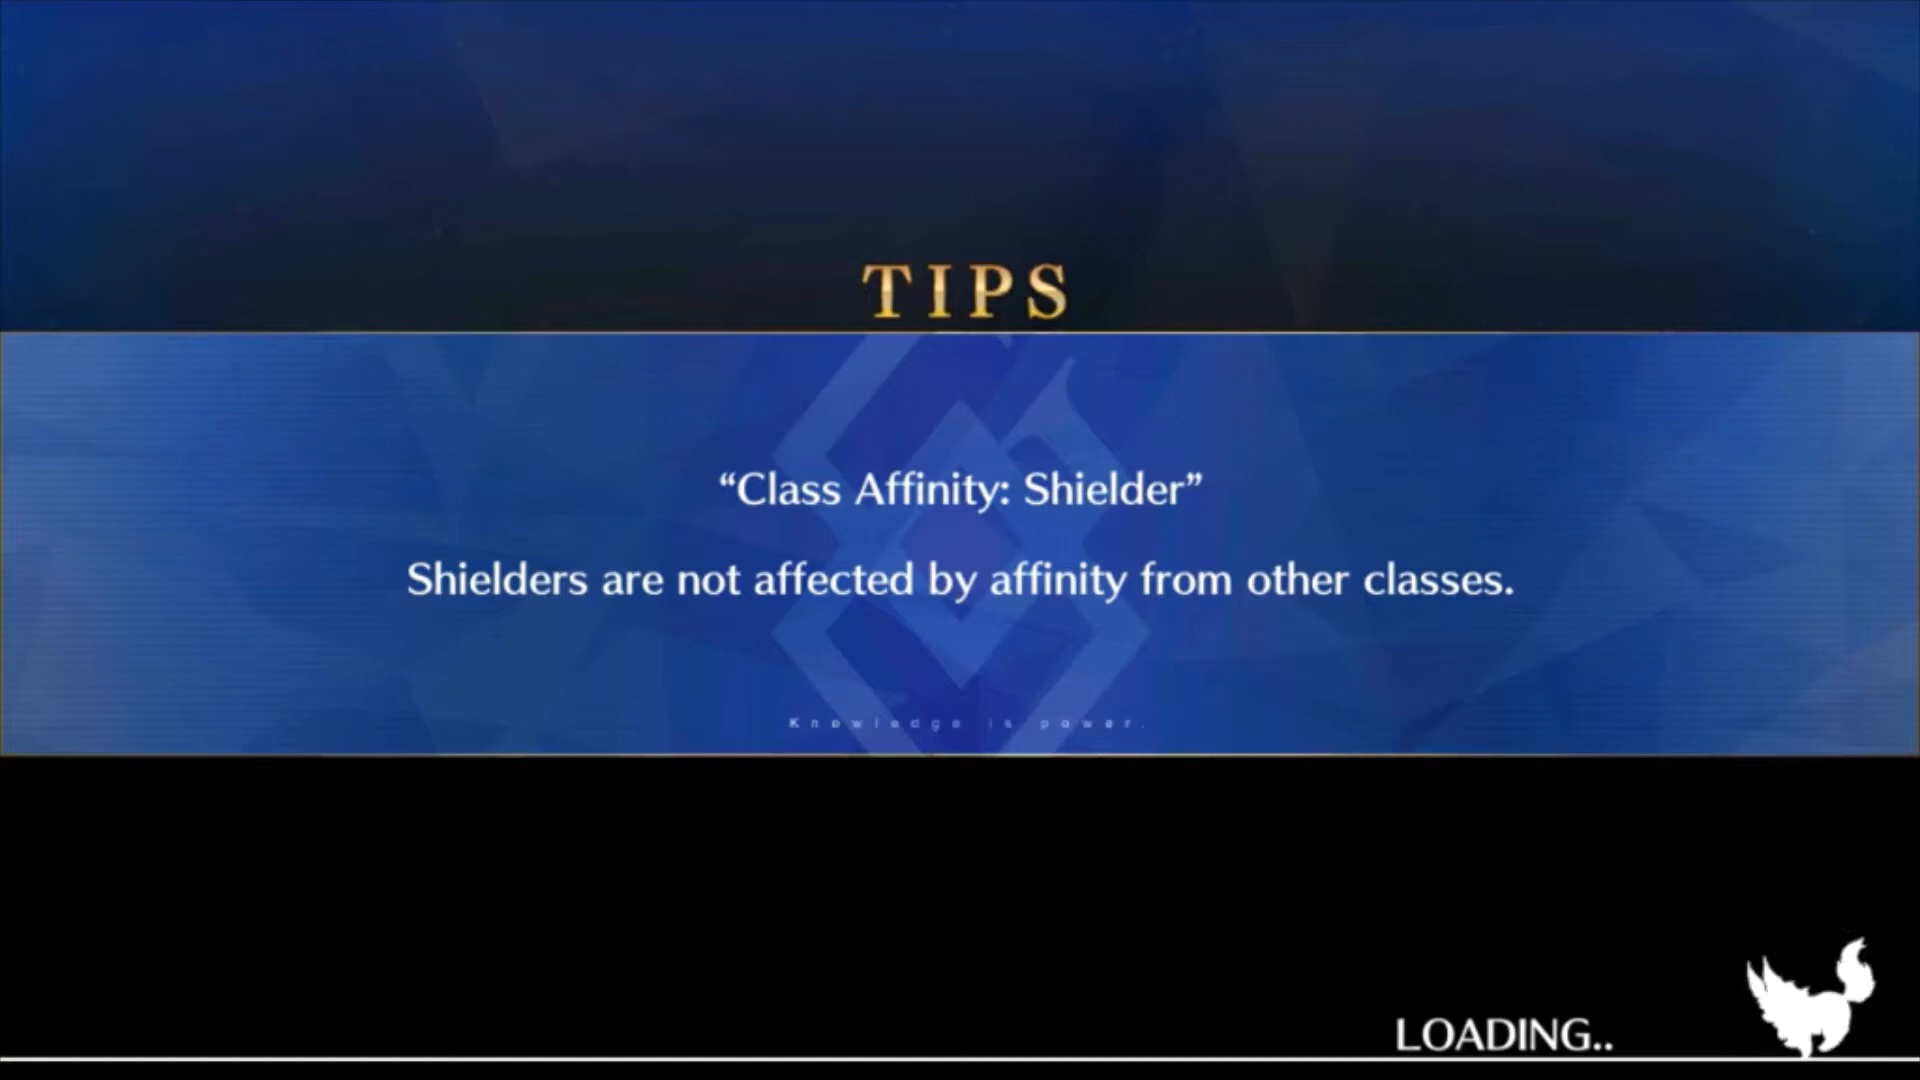 TIPS
“Class Affinity: Shielder”
Shielders are not affected by affinity from other classes.
Knowledge is power.
LOADING..